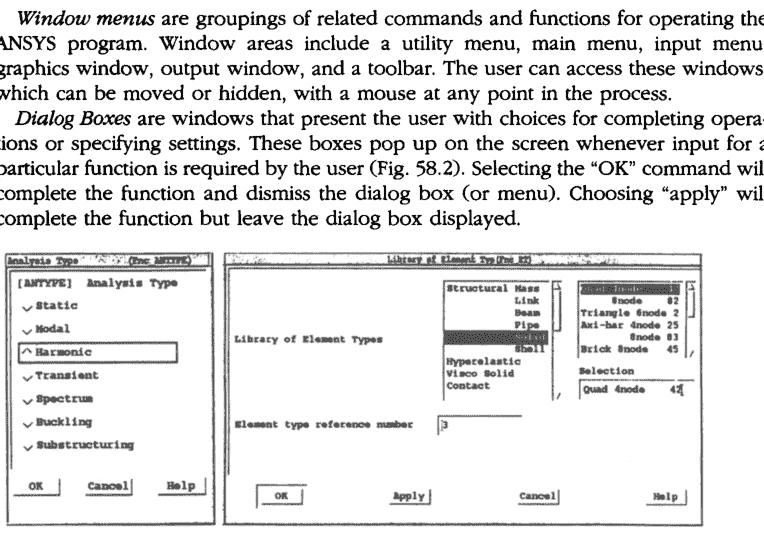 Window menus are groupings of related commands and functions for operating the
ANSYS program. Window areas include a utility menu, main menu, input menu
graphics window, output window, and a toolbar. The user can access these windows
which can be moved or hidden, with a mouse at any point in the process.
Dialog Boxes are windows that present the user with choices for completing opera-
tions or specifying settings. These boxes pop up on the screen whenever input for a
particular function is required by the user (Fig. 58.2). Selecting the “OK” command wil
complete the function and dismiss the dialog box (or menu). Choosing “apply” wil
complete the function but leave the dialog box displayed.
Analysis Type (Fnc ANTYPE)
[ANTYPE] Analysis Type
Static
Modal
Harmonic
Transient
Spectrum
Buckling
Substructuring
OK Cancel Help
Library of Element Typ (Fnc ET)
Library of Element Types
Structural Mass
Link
Beam
Pipe
Shell
Hyperelastic
Visco Solid
Contact
8node 82
Triangle 6node 2
Axi-bar 4node 25
8node 83
Brick 8node 45
Selection
Quad 4node 42
Element type reference number 3
OK Apply Cancel Help